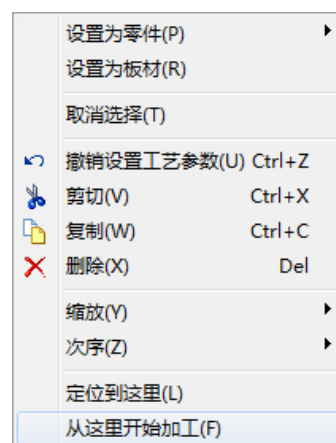 设置为零件(P)
设置为板材(R)
取消选择(T)
撤销设置工艺参数(U) Ctrl+Z
剪切(V) Ctrl+X
复制(W) Ctrl+C
删除(X) Del
缩放(Y)
次序(Z)
定位到这里(L)
从这里开始加工(F)